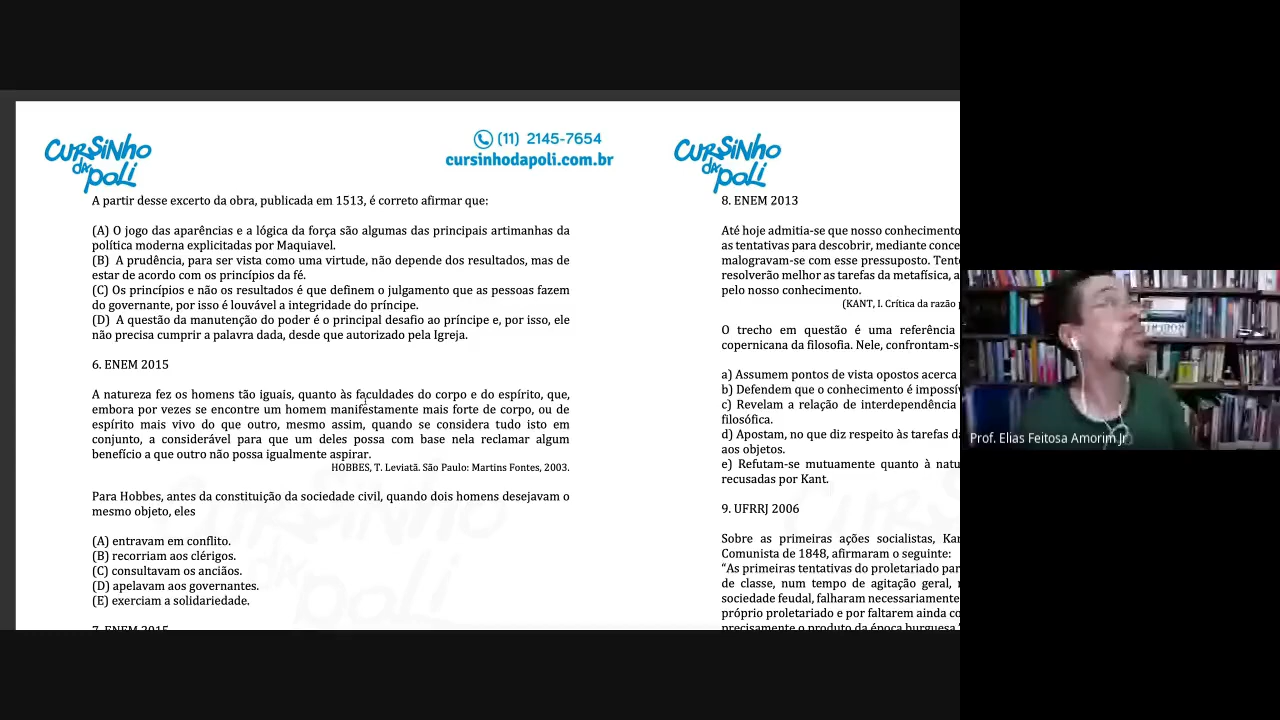 CURSINHO
DA
POLI
(11) 2145-7654
cursinhodapoli.com.br
A partir desse excerto da obra, publicada em 1513, é correto afirmar que:
(A) O jogo das aparências e a lógica da força são algumas das principais artimanhas da
política moderna explicitadas por Maquiavel.
(B) A prudência, para ser vista como uma virtude, não depende dos resultados, mas de
estar de acordo com os princípios da fé.
(C) Os princípios e não os resultados é que definem o julgamento que as pessoas fazem
do governante, por isso é louvável a integridade do príncipe.
(D) A questão da manutenção do poder é o principal desafio ao príncipe e, por isso, ele
não precisa cumprir a palavra dada, desde que autorizado pela Igreja.
6. ENEM 2015
A natureza fez os homens tão iguais, quanto às faculdades do corpo e do espírito, que,
embora por vezes se encontre um homem manifestamente mais forte de corpo, ou de
espírito mais vivo do que outro, mesmo assim, quando se considera tudo isto em
conjunto, a considerável para que um deles possa com base nela reclamar algum
benefício a que outro não possa igualmente aspirar.
HOBBES, T. Leviatã. São Paulo: Martins Fontes, 2003.
Para Hobbes, antes da constituição da sociedade civil, quando dois homens desejavam o
mesmo objeto, eles
(A) entravam em conflito.
(B) recorriam aos clérigos.
(C) consultavam os anciãos.
(D) apelavam aos governantes.
(E) exerciam a solidariedade.
7. ENEM 2015
CURSINHO
DA
POLI
8. ENEM 2013
Até hoje admitia-se que nosso conhecimento
as tentativas para descobrir, mediante conce
malogravam-se com esse pressuposto. Tent
resolverão melhor as tarefas da metafísica, a
pelo nosso conhecimento.
(KANT, I. Crítica da razão
O trecho em questão é uma referência
copernicana da filosofia. Nele, confrontam-s
a) Assumem pontos de vista opostos acerca
b) Defendem que o conhecimento é impossív
c) Revelam a relação de interdependência
filosófica.
d) Apostam, no que diz respeito às tarefas da
aos objetos.
e) Refutam-se mutuamente quanto à natu
recusadas por Kant.
9. UFRRJ 2006
Sobre as primeiras ações socialistas, Kar
Comunista de 1848, afirmaram o seguinte:
"As primeiras tentativas do proletariado par
de classe, num tempo de agitação geral,
sociedade feudal, falharam necessariamente
próprio proletariado e por faltarem ainda co
precisamente o produto da época burguesa
Prof. Elias Feitosa Amorim Jr